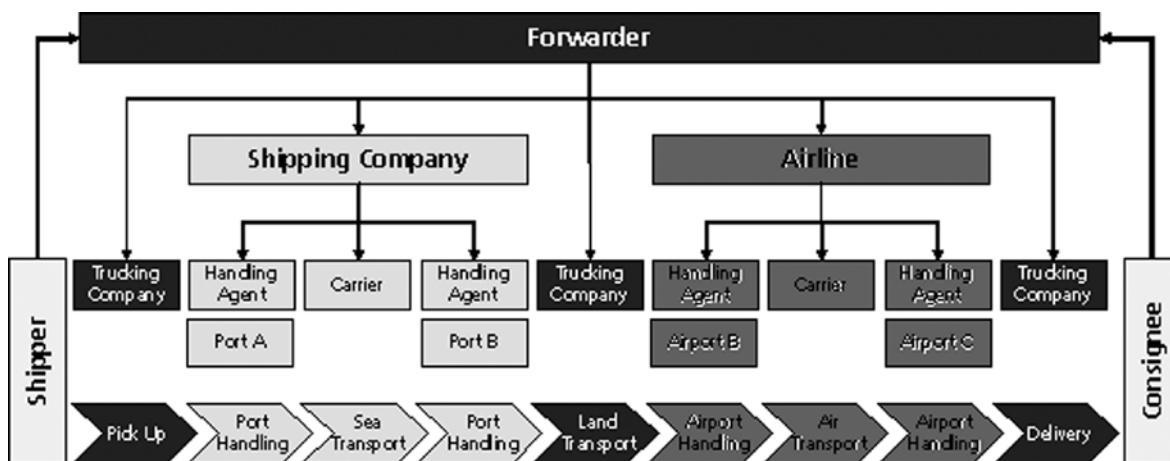 Forwarder
Shipping Company
Airline
Shipper
Trucking
Company
Handling
Agent
Carrier
Handling
Agent
Trucking
Company
Handling
Agent
Carrier
Handling
Agent
Trucking
Company
Consignee
Port A
Port B
Airport B
Airport C
Pick Up
Port
Handling
Sea
Transport
Port
Handling
Land
Transport
Airport
Handling
Air
Transport
Airport
Handling
Delivery